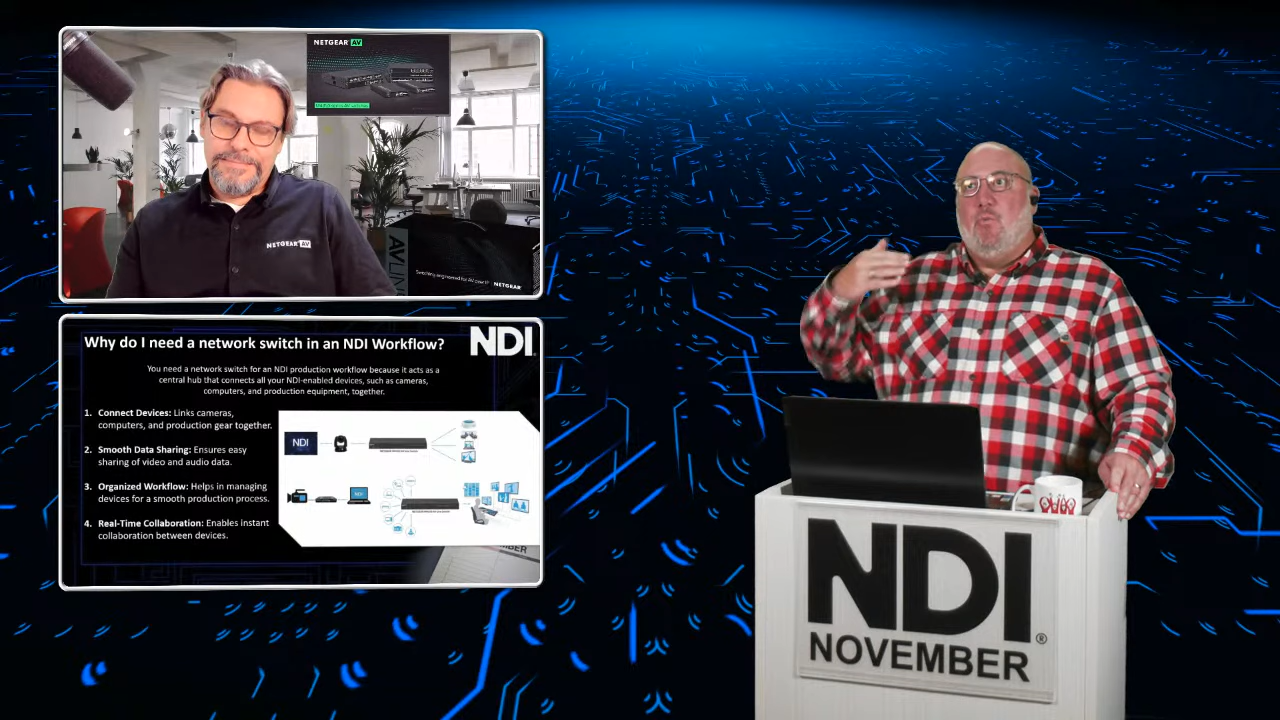 NETGEAR AV
NETGEAR AV
AVLINE
NETGEAR
Why do I need a network switch in an NDI Workflow?
NDI
You need a network switch for an NDI production workflow because it acts as a
central hub that connects all your NDI-enabled devices, such as cameras,
computers, and production equipment, together.
1. Connect Devices: Links cameras,
computers, and production gear together.
2. Smooth Data Sharing: Ensures easy
sharing of video and audio data.
3. Organized Workflow: Helps in managing
devices for a smooth production process.
4. Real-Time Collaboration: Enables instant
collaboration between devices.
NDI
NDI
NDI®
NOVEMBER